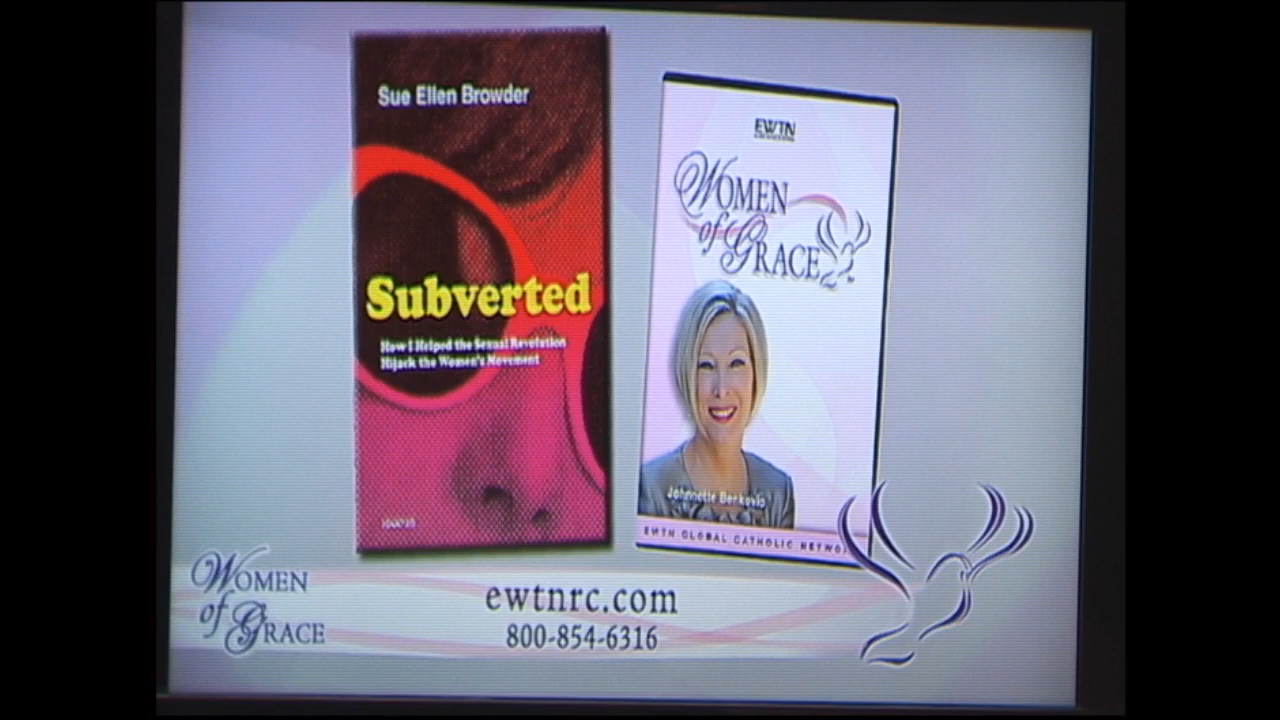 Sue Ellen Browder
Subverted
How I Helped the Sexual Revolution
Hijack the Women's Movement
EWTN
WOMEN
of GRACE
Johnnette Benkovic
EWTN GLOBAL CATHOLIC NETWO
WOMEN
of GRACE
ewtnrc.com
800-854-6316